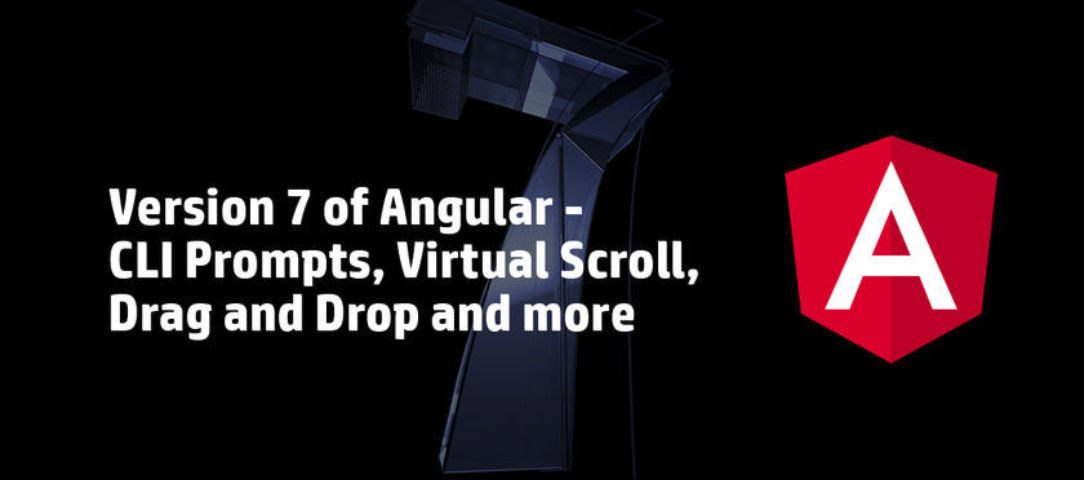 Version 7 of Angular -
CLI Prompts, Virtual Scroll,
Drag and Drop and more
A